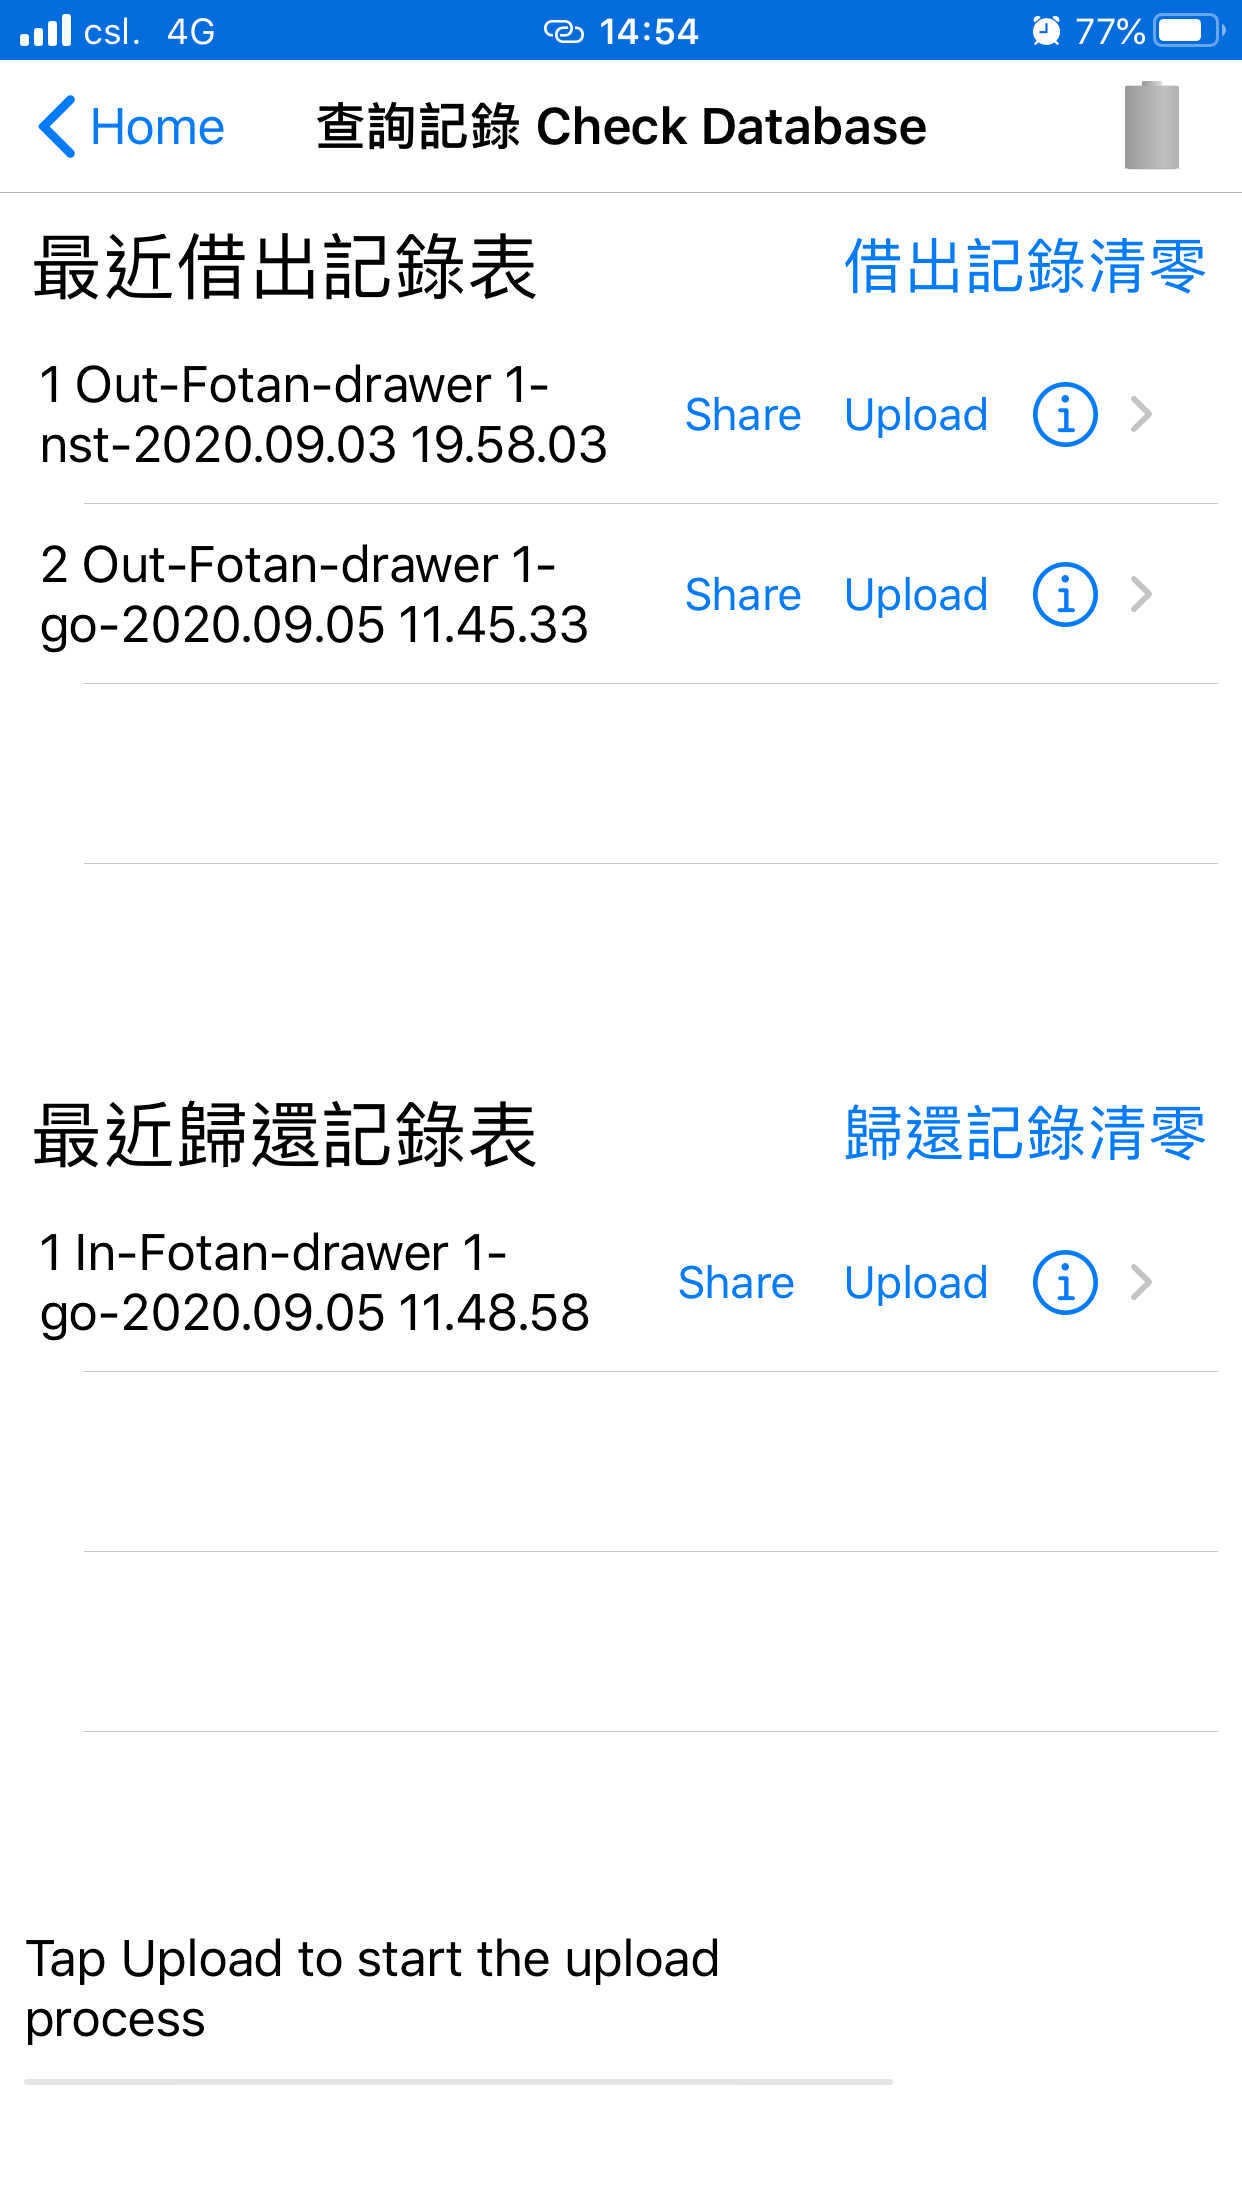 csl. 4G 14:54 77%
Home 查詢記錄 Check Database
最近借出記錄表 借出記錄清零
1 Out-Fotan-drawer 1-
nst-2020.09.03 19.58.03
Share Upload
2 Out-Fotan-drawer 1-
go-2020.09.05 11.45.33
Share Upload
最近歸還記錄表 歸還記錄清零
1 In-Fotan-drawer 1-
go-2020.09.05 11.48.58
Share Upload
Tap Upload to start the upload
process